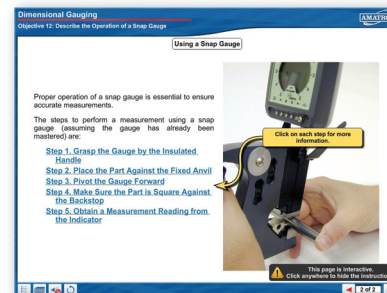 Dimensional Gauging
Objective 12: Describe the Operation of a Snap Gauge
AMATR
Using a Snap Gauge
Proper operation of a snap gauge is essential to ensure
accurate measurements.
The steps to perform a measurement using a snap
gauge (assuming the gauge has already been
mastered) are:
Step 1. Grasp the Gauge by the Insulated
Handle
Step 2. Place the Part Against the Fixed Anvil
Step 3. Pivot the Gauge Forward
Step 4. Make Sure the Part is Square Against
the Backstop
Step 5. Obtain a Measurement Reading from
the Indicator
Click on each step for more
information.
This page is interactive.
Click anywhere to hide the instructio
2 of 2